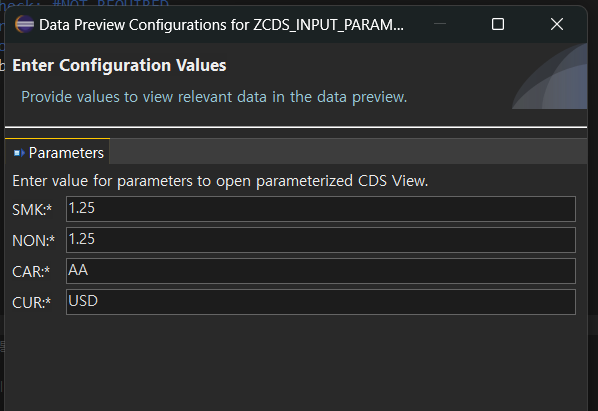 heck: #NOT_REQUIRED
Data Preview Configurations for ZCDS_INPUT_PARAM...
Enter Configuration Values
Provide values to view relevant data in the data preview.
Parameters
Enter value for parameters to open parameterized CDS View.
SMK:* 1.25
NON:* 1.25
CAR:* AA
CUR:* USD